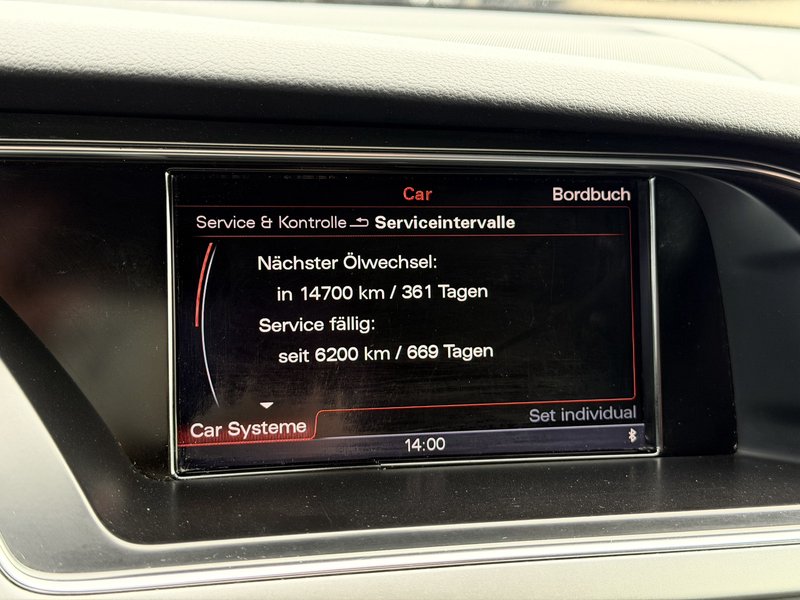 Car
Bordbuch
Service & Kontrolle Serviceintervalle
Nächster Ölwechsel:
in 14700 km / 361 Tagen
Service fällig:
seit 6200 km / 669 Tagen
Set individual
Car Systeme
14:00